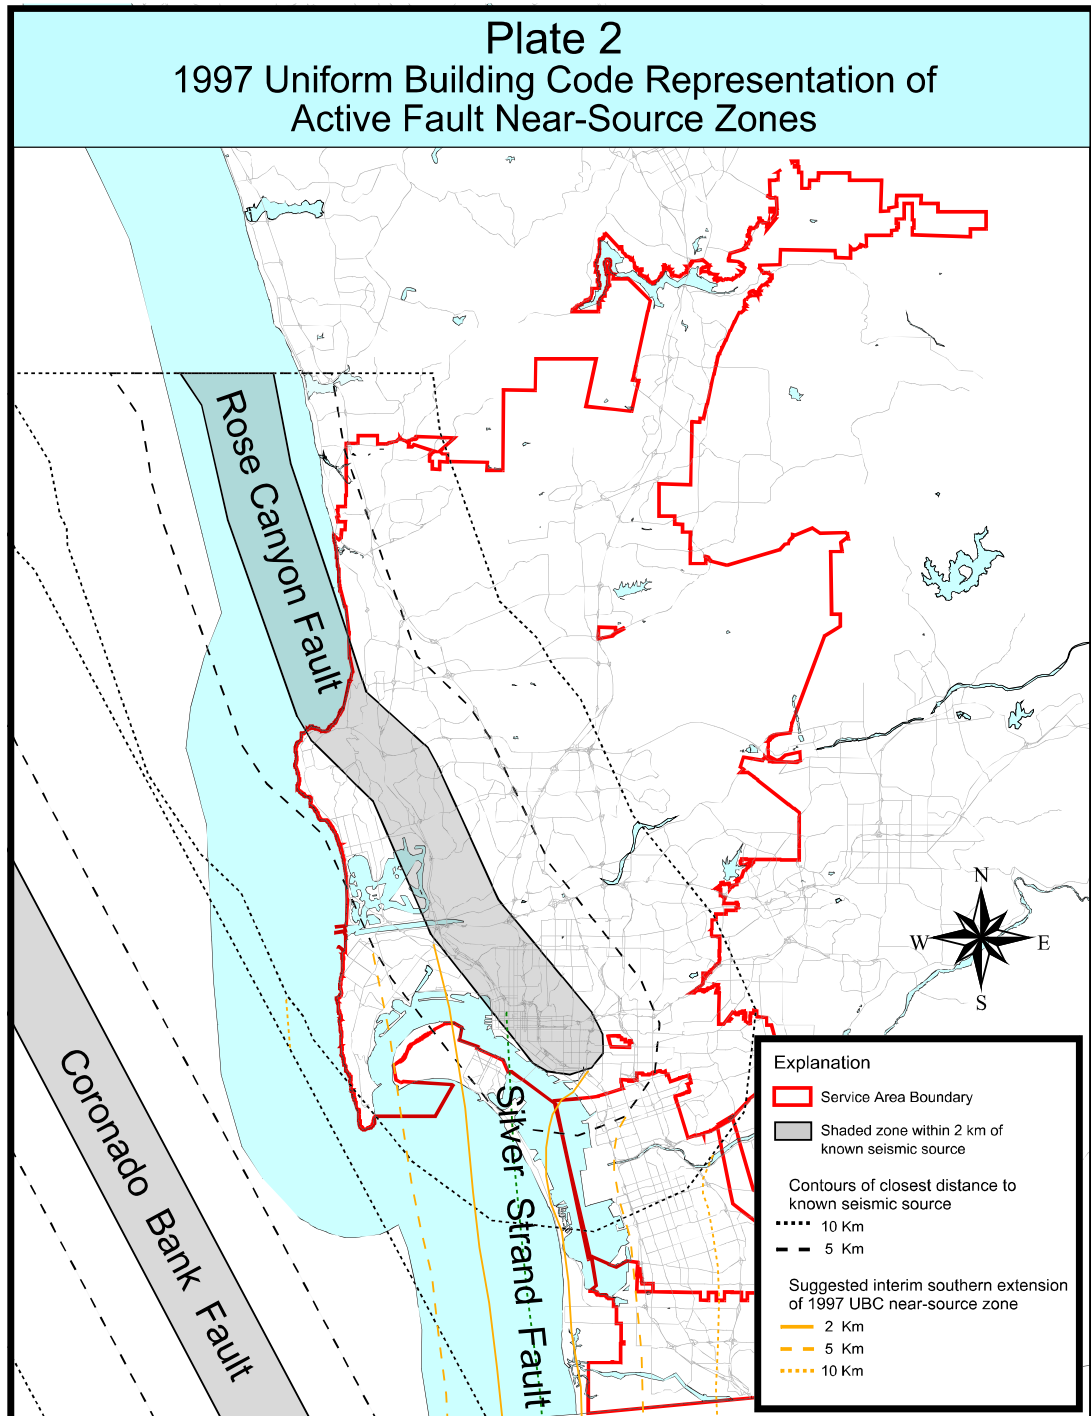 Plate 2
1997 Uniform Building Code Representation of
Active Fault Near-Source Zones
Rose Canyon Fault
Coronado Bank Fault
Silver Strand Fault
N
W
E
S
Explanation
Service Area Boundary
Shaded zone within 2 km of
known seismic source
Contours of closest distance to
known seismic source
10 Km
5 Km
Suggested interim southern extension
of 1997 UBC near-source zone
2 Km
5 Km
10 Km